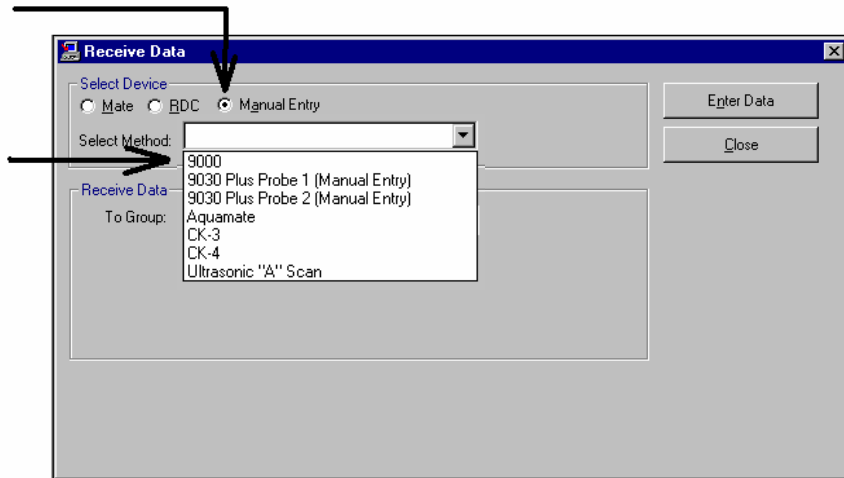 Receive Data
Select Device
Mate RDC Manual Entry
Enter Data
Select Method:
Close
9000
9030 Plus Probe 1 (Manual Entry)
9030 Plus Probe 2 (Manual Entry)
Aquamate
CK-3
CK-4
Ultrasonic "A" Scan
Receive Data
To Group: